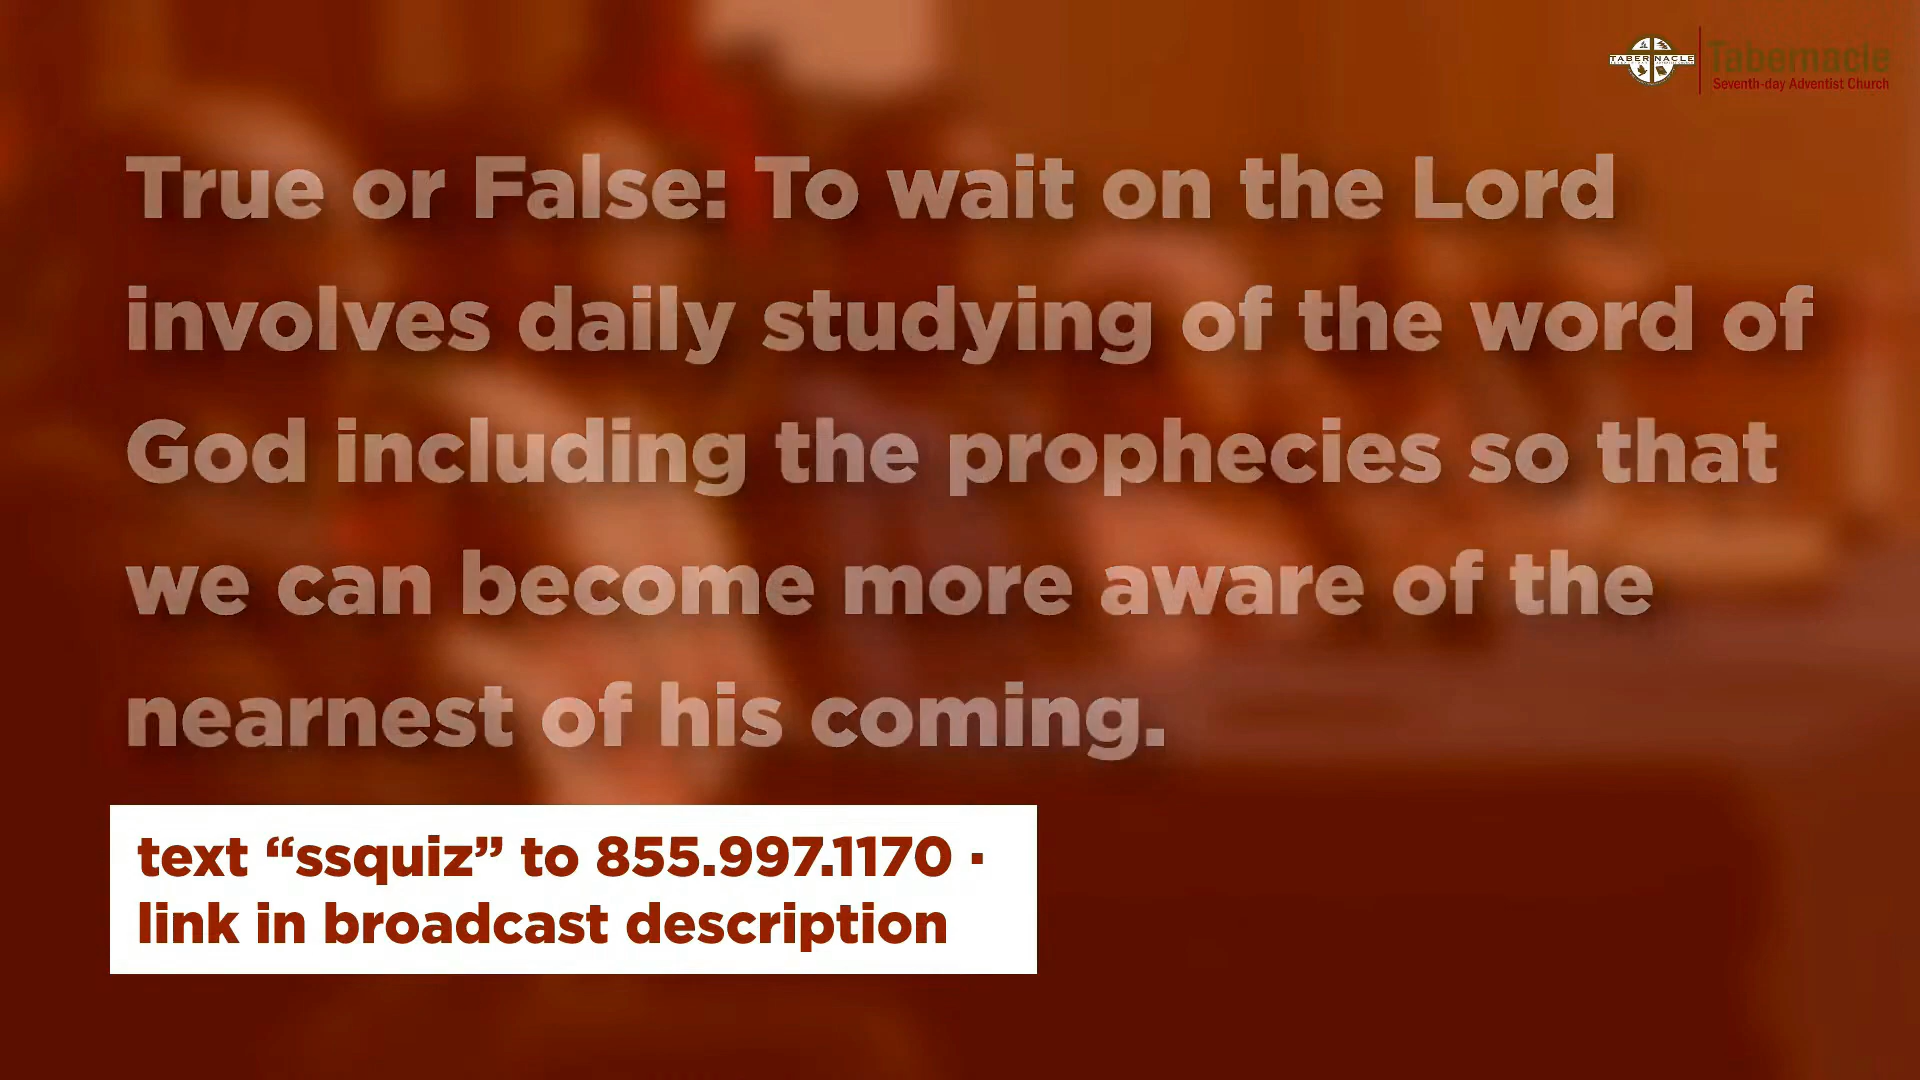 TABERNACLE
Tabernacle
Seventh-day Adventist Church
True or False: To wait on the Lord
involves daily studying of the word of
God including the prophecies so that
we can become more aware of the
nearnest of his coming.
text “ssquiz” to 855.997.1170 ·
link in broadcast description